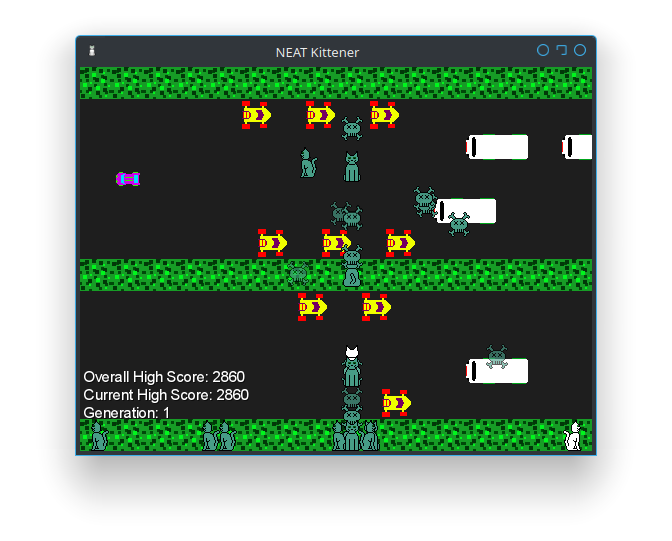 NEAT Kittener
Overall High Score: 2860
Current High Score: 2860
Generation: 1